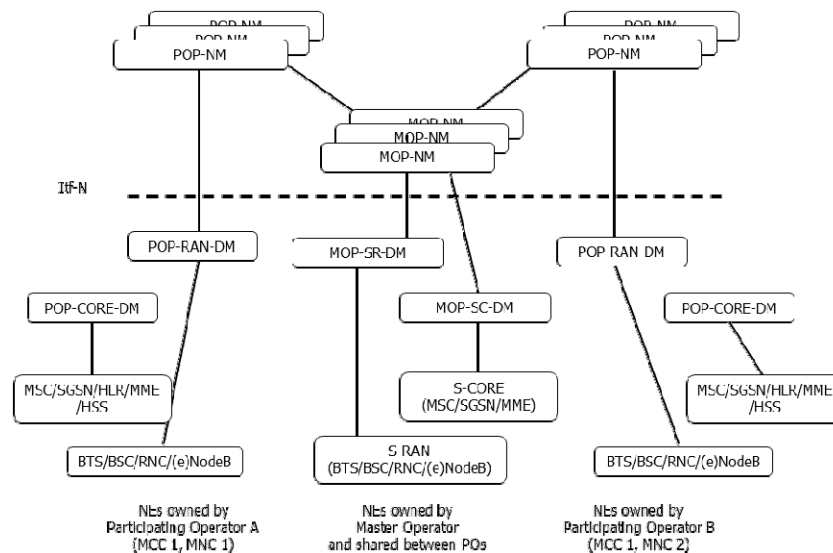 POP-NM
POP-NM
POP-NM
POP-NM
POP-NM
POP-NM
MOP-NM
MOP-NM
MOP-NM
Itf-N
POP-RAN-DM
MOP-SR-DM
POP RAN DM
POP-CORE-DM
MOP-SC-DM
POP-CORE-DM
MSC/SGSN/HLR/MME
/HSS
S-CORE
(MSC/SGSN/MME)
MSC/SGSN/HLR/MME
/HSS
BTS/BSC/RNC/(e)NodeB
S RAN
(BTS/BSC/RNC/(e)NodeB)
BTS/BSC/RNC/(e)NodeB
NEs owned by
Participating Operator A
(MCC 1, MNC 1)
NEs owned by
Master Operator
and shared between POs
NEs owned by
Participating Operator B
(MCC 1, MNC 2)